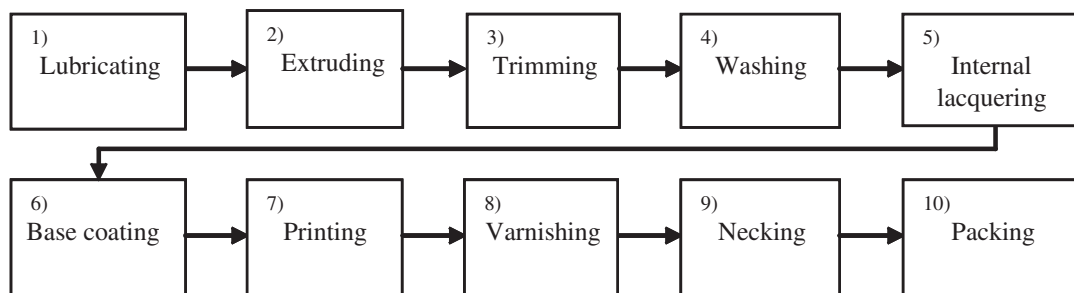 1)
Lubricating
2)
Extruding
3)
Trimming
4)
Washing
5)
Internal
lacquering
6)
Base coating
7)
Printing
8)
Varnishing
9)
Necking
10)
Packing